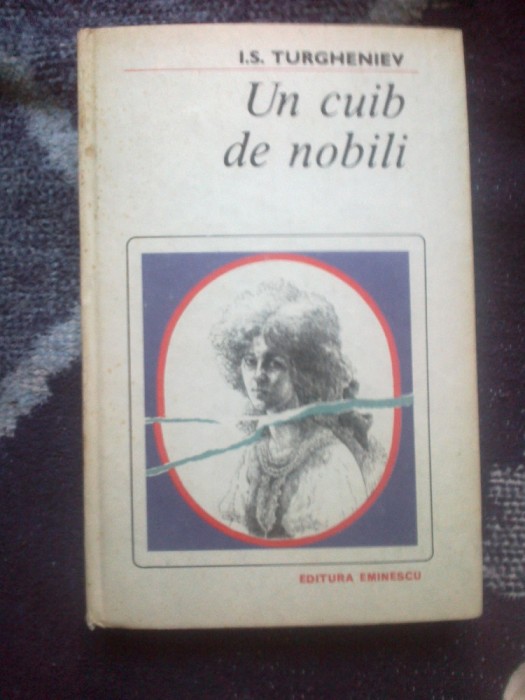 I.S. TURGHENIEV
Un cuib
de nobili
EDITURA EMINESCU